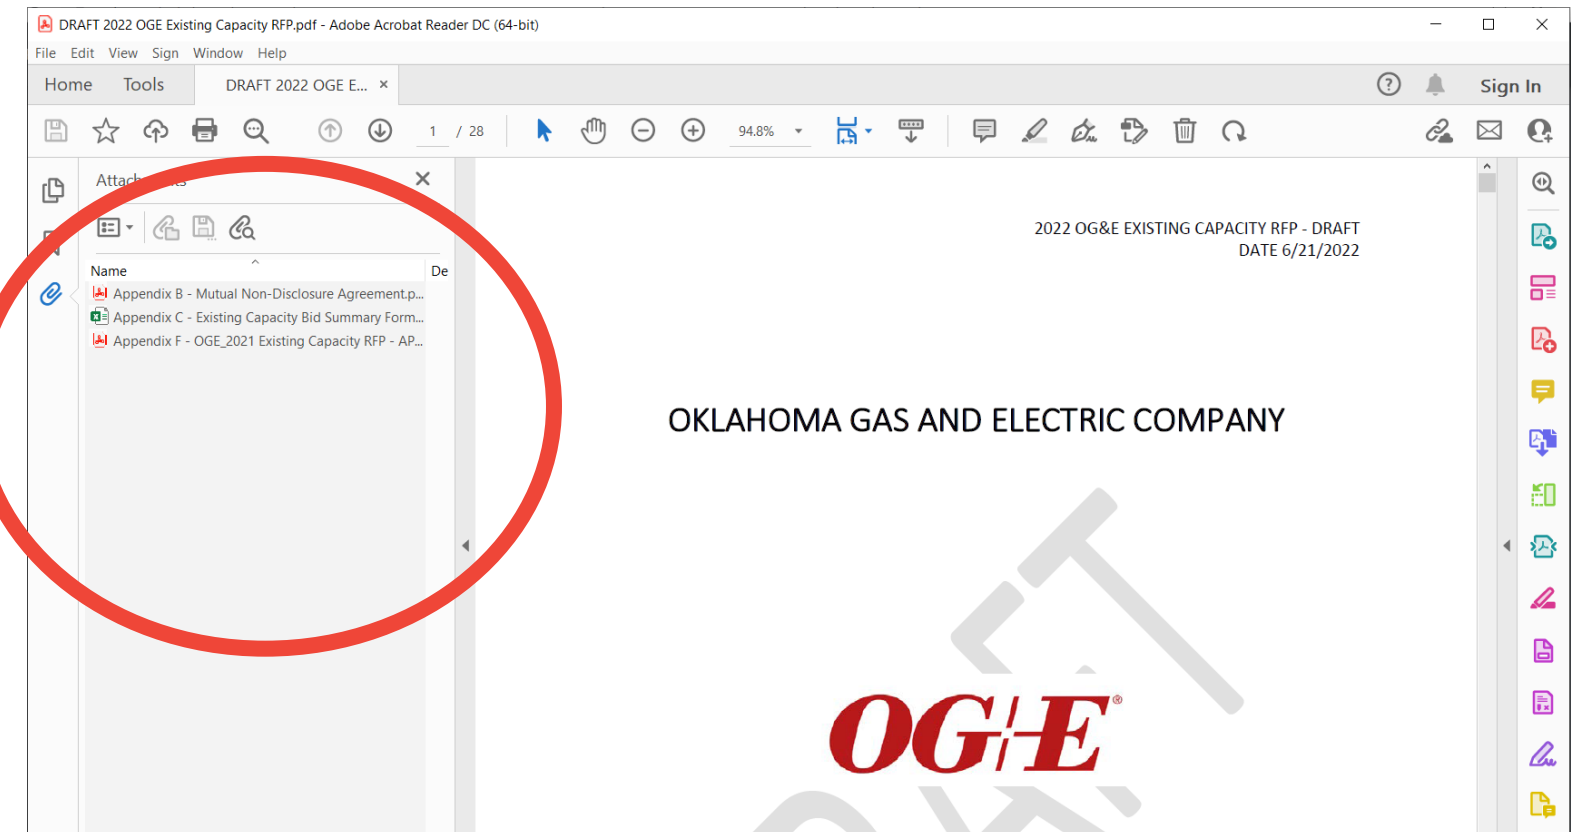 DRAFT 2022 OGE Existing Capacity RFP.pdf - Adobe Acrobat Reader DC (64-bit)
File Edit View Sign Window Help
Home Tools DRAFT 2022 OGE E... ×
Sign In
1 / 28 94.8%
Attachments
Name De
Appendix B - Mutual Non-Disclosure Agreement.p...
Appendix C - Existing Capacity Bid Summary Form...
Appendix F - OGE_2021 Existing Capacity RFP - AP...
2022 OG&E EXISTING CAPACITY RFP - DRAFT
DATE 6/21/2022
OKLAHOMA GAS AND ELECTRIC COMPANY
OG+E®
DRAFT